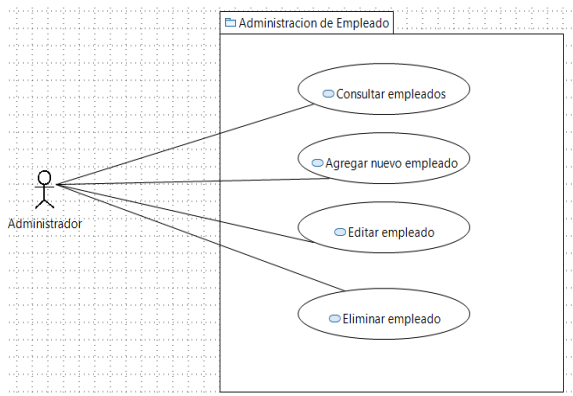 Administracion de Empleado
Consultar empleados
Agregar nuevo empleado
Administrador
Editar empleado
Eliminar empleado